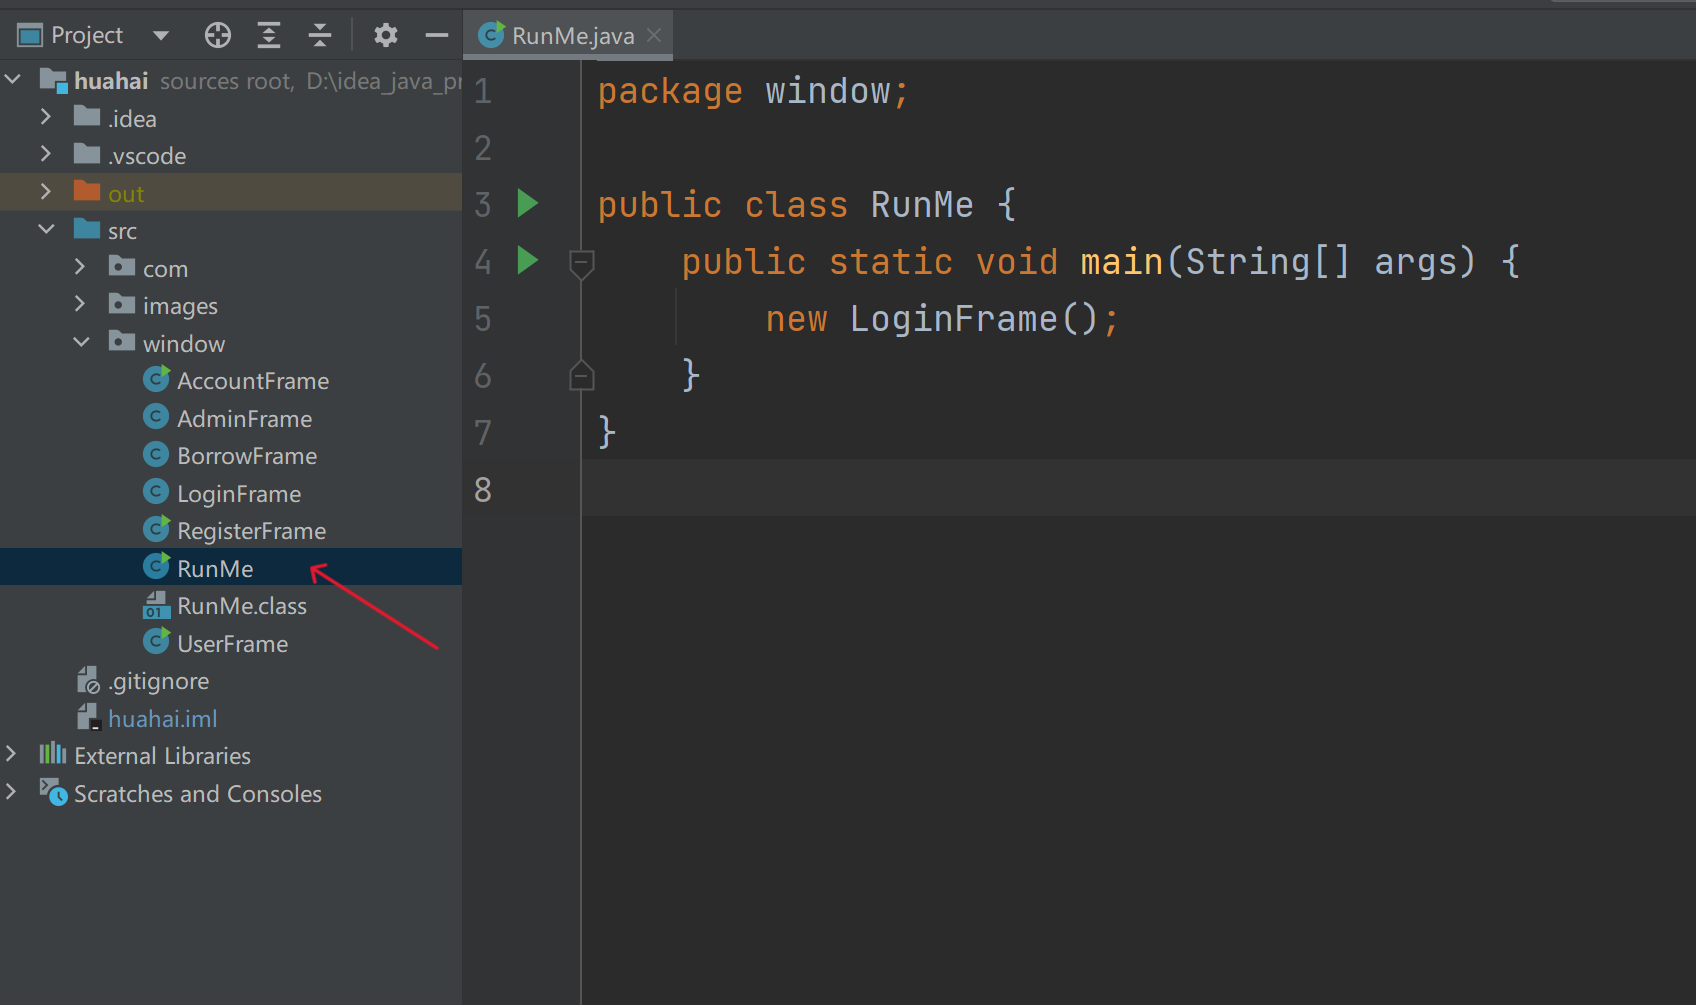 Project
RunMe.java
huahai sources root, D:\idea_java_pr
.idea
.vscode
out
src
com
images
window
AccountFrame
AdminFrame
BorrowFrame
LoginFrame
RegisterFrame
RunMe
RunMe.class
UserFrame
.gitignore
huahai.iml
External Libraries
Scratches and Consoles
1 package window;
2
3 public class RunMe {
4 public static void main(String[] args) {
5 new LoginFrame();
6 }
7 }
8